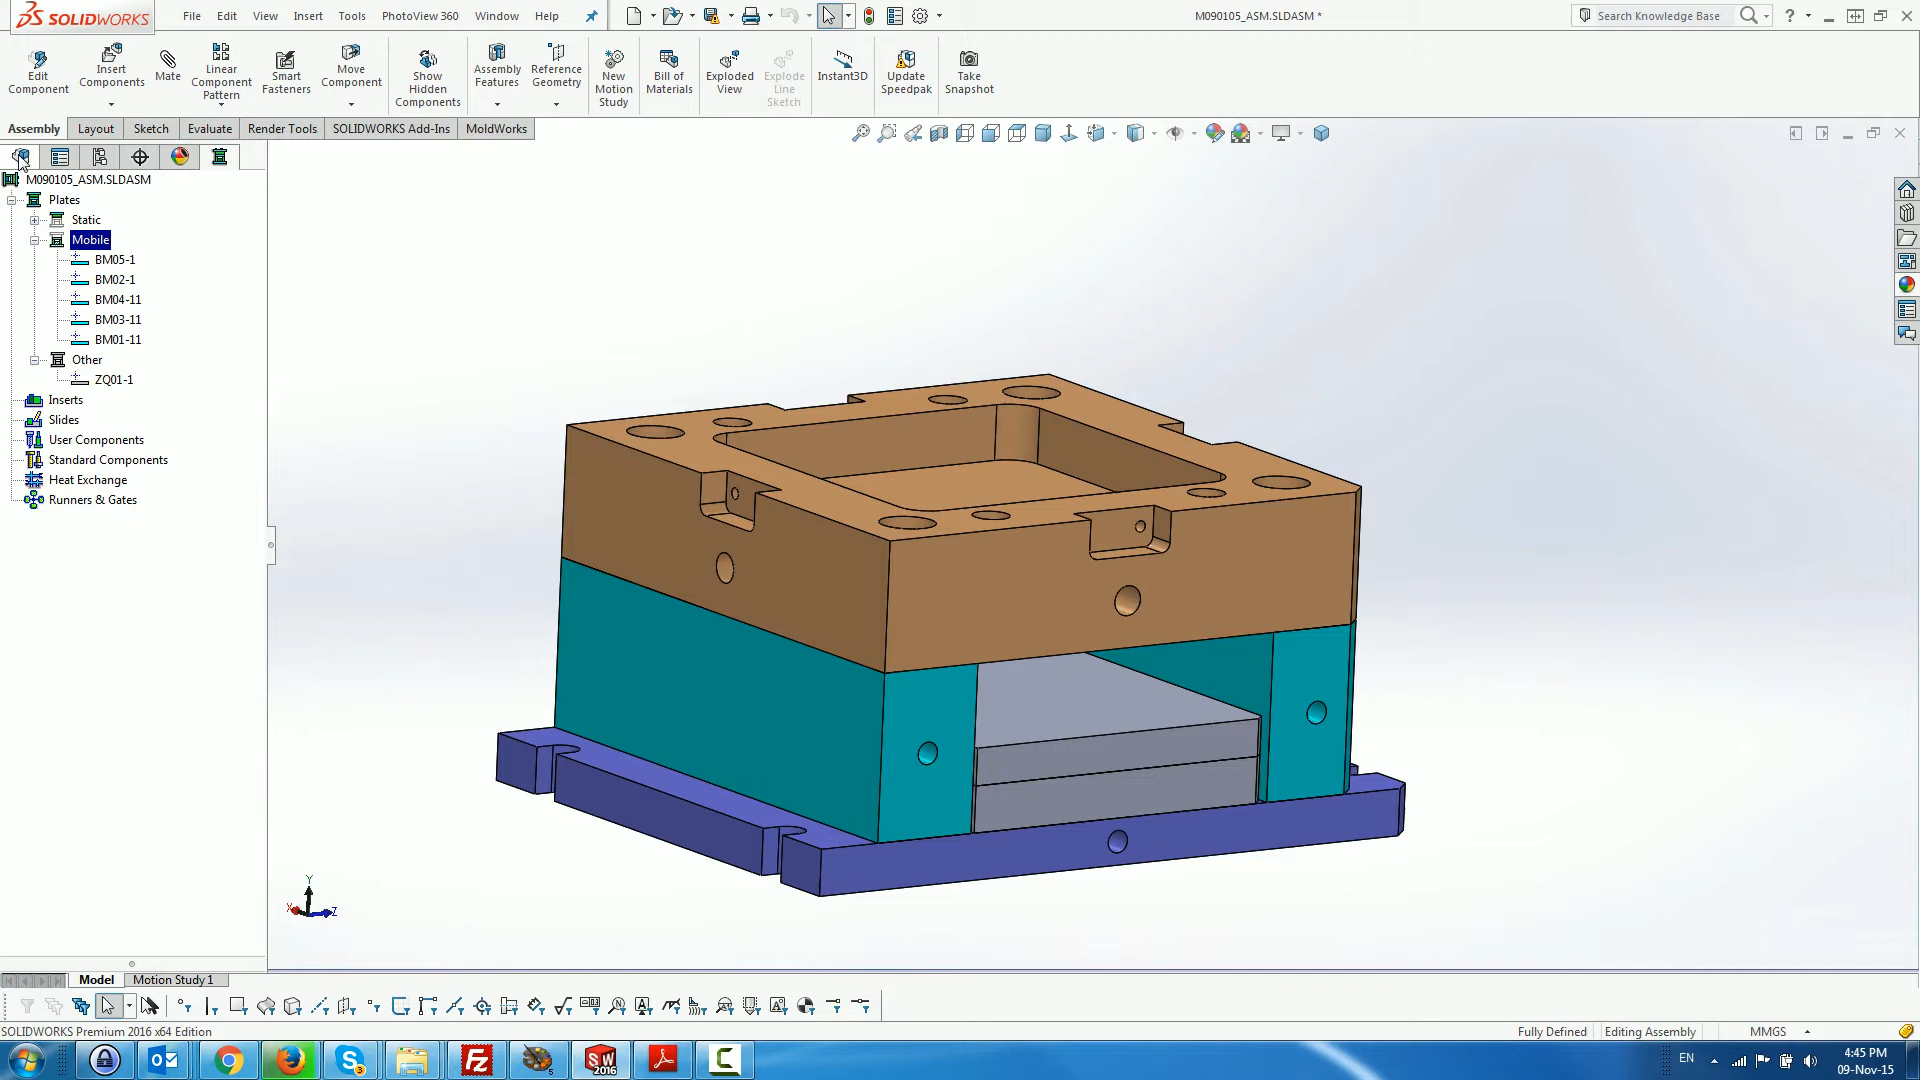 SOLIDWORKS File Edit View Insert Tools PhotoView 360 Window Help M090105_ASM.SLDASM * Search Knowledge Base ?
Edit Component
Insert Components
Mate
Linear Component Pattern
Smart Fasteners
Move Component
Show Hidden Components
Assembly Features
Reference Geometry
New Motion Study
Bill of Materials
Exploded View
Explode Line Sketch
Instant3D
Update Speedpak
Take Snapshot
Assembly Layout Sketch Evaluate Render Tools SOLIDWORKS Add-Ins MoldWorks
M090105_ASM.SLDASM
Plates
Static
Mobile
BM05-1
BM02-1
BM04-11
BM03-11
BM01-11
Other
ZQ01-1
Inserts
Slides
User Components
Standard Components
Heat Exchange
Runners & Gates
Y
X Z
Model Motion Study 1
SOLIDWORKS Premium 2016 x64 Edition Fully Defined Editing Assembly MMGS
EN 4:45 PM
09-Nov-15